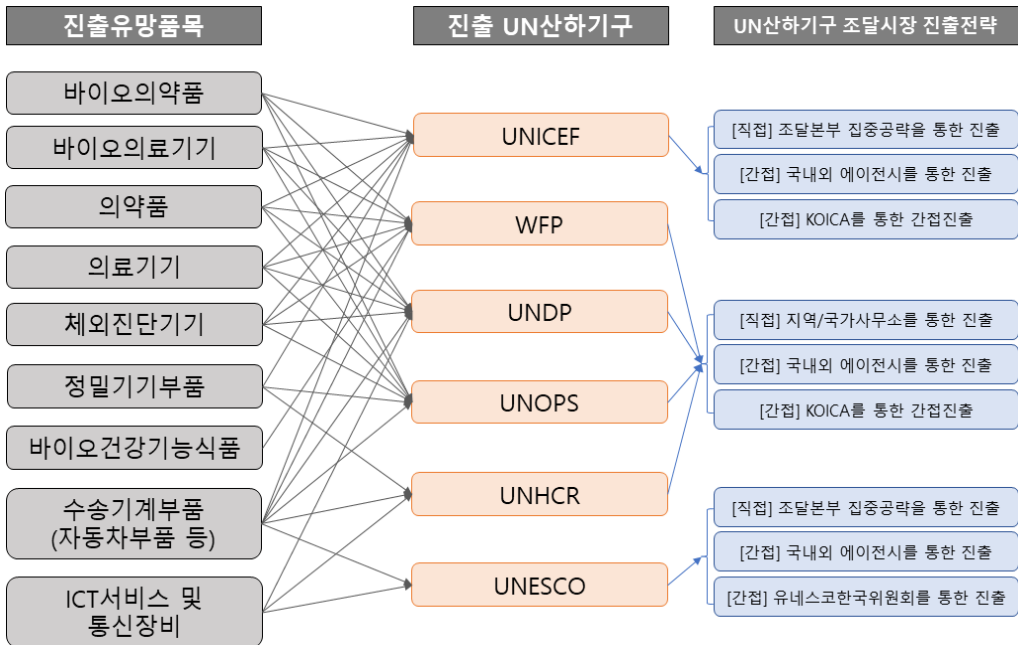 진출유망품목
바이오의약품
바이오의료기기
의약품
의료기기
체외진단기기
정밀기기부품
바이오건강기능식품
수송기계부품
(자동차부품 등)
ICT서비스 및
통신장비
진출 UN산하기구
UNICEF
WFP
UNDP
UNOPS
UNHCR
UNESCO
UN산하기구 조달시장 진출전략
[직접] 조달본부 집중공략을 통한 진출
[간접] 국내외 에이전시를 통한 진출
[간접] KOICA를 통한 간접진출
[직접] 지역/국가사무소를 통한 진출
[간접] 국내외 에이전시를 통한 진출
[간접] KOICA를 통한 간접진출
[직접] 조달본부 집중공략을 통한 진출
[간접] 국내외 에이전시를 통한 진출
[간접] 유네스코한국위원회를 통한 진출